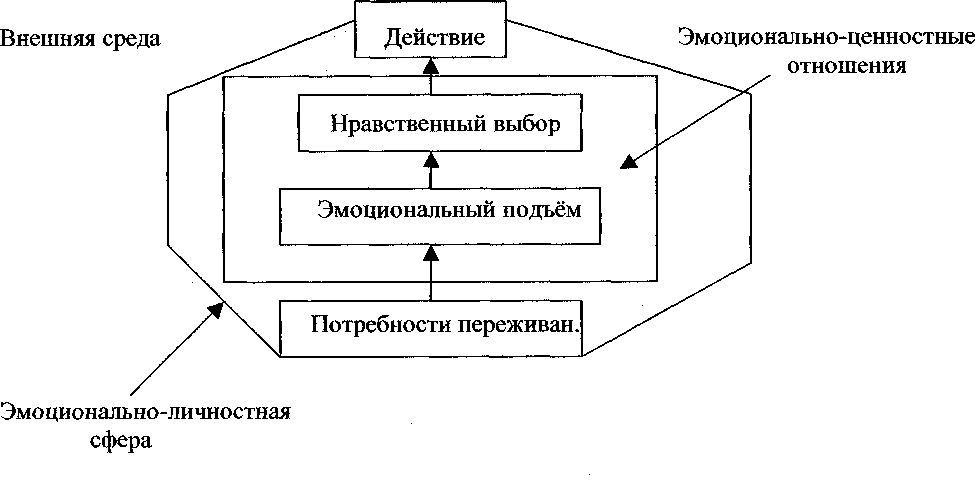 Внешняя среда
Действие
Эмоционально-ценностные
отношения
Нравственный выбор
Эмоциональный подъём
Потребности переживан.
Эмоционально-личностная
сфера